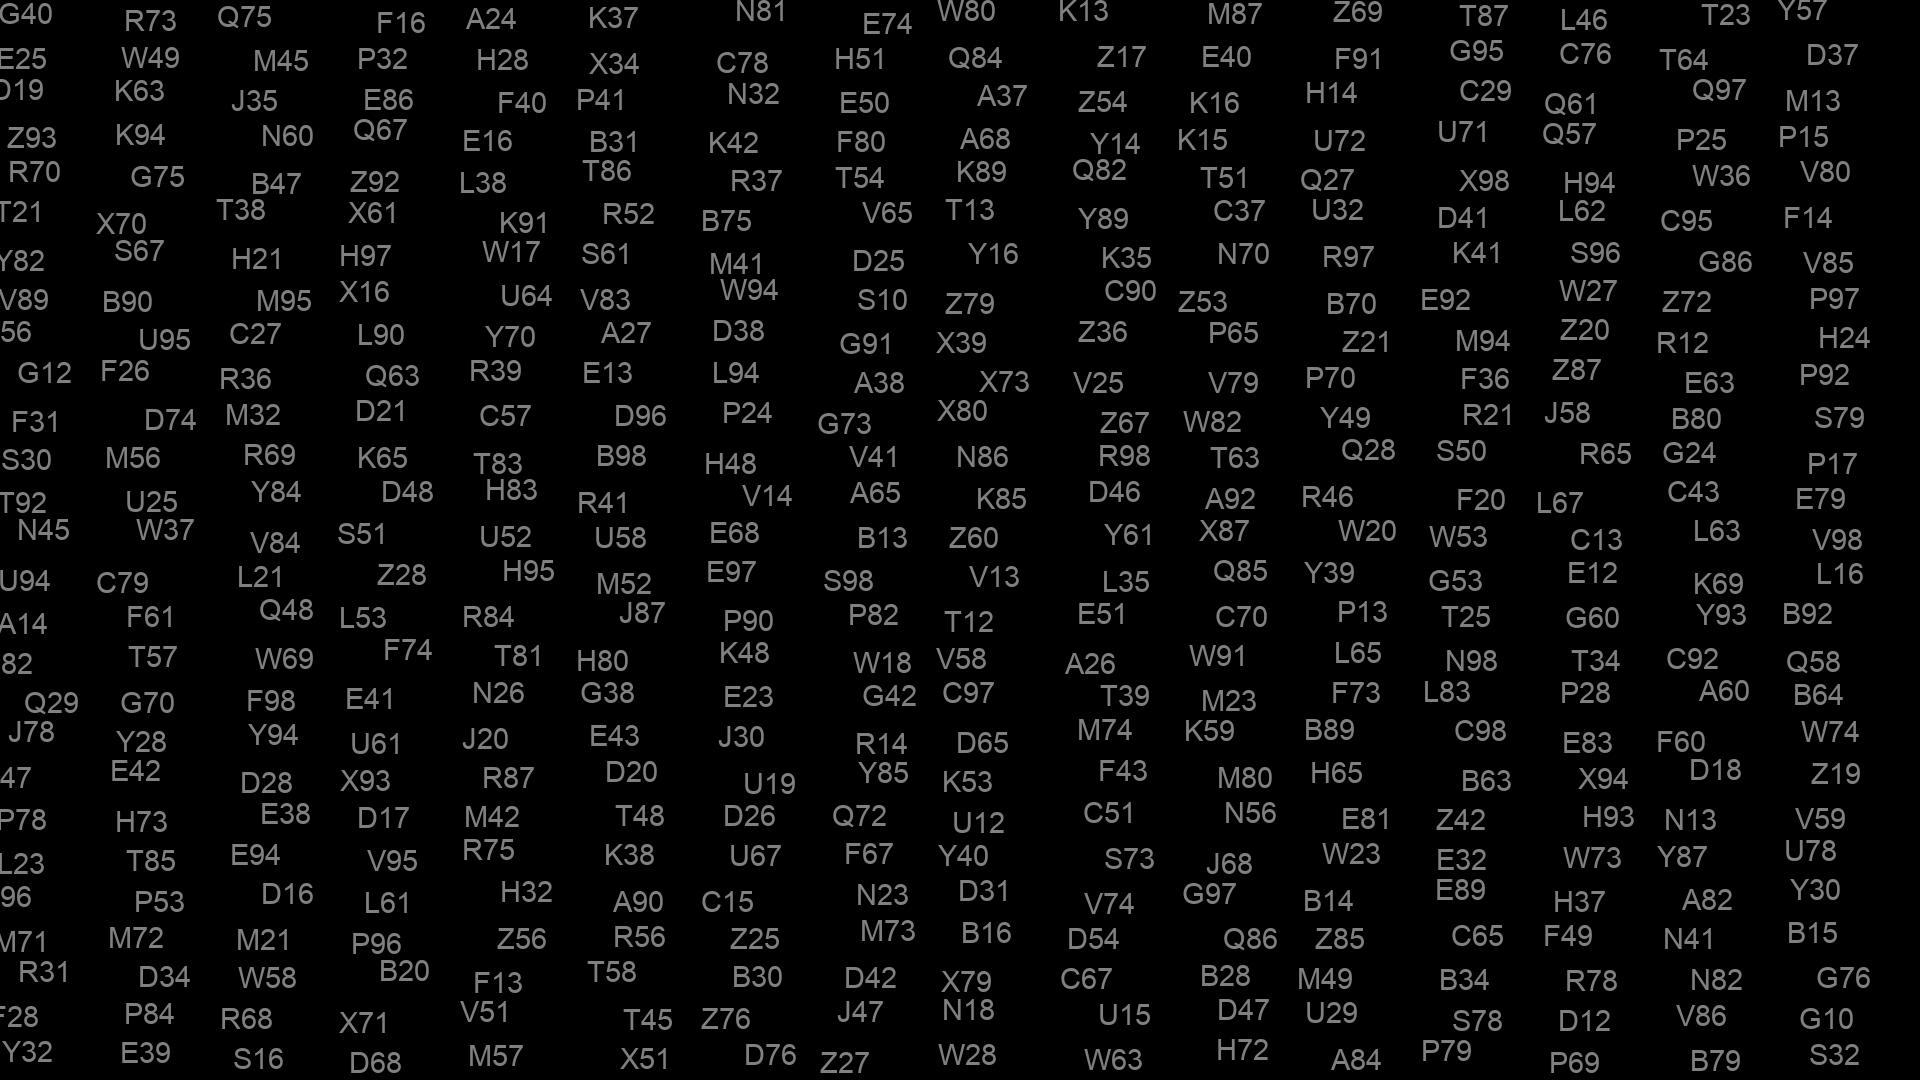 G40 R73 Q75 F16 A24 K37 N81 E74 W80 K13 M87 Z69 T87 L46 T23 Y57
E25 W49 M45 P32 H28 X34 C78 H51 Q84 Z17 E40 F91 G95 C76 T64 D37
D19 K63 J35 E86 F40 P41 N32 E50 A37 Z54 K16 H14 C29 Q61 Q97 M13
Z93 K94 N60 Q67 E16 B31 K42 F80 A68 Y14 K15 U72 U71 Q57 P25 P15
R70 G75 B47 Z92 L38 T86 R37 T54 K89 Q82 T51 Q27 X98 H94 W36 V80
T21 X70 T38 X61 K91 R52 B75 V65 T13 Y89 C37 U32 D41 L62 C95 F14
Y82 S67 H21 H97 W17 S61 M41 D25 Y16 K35 N70 R97 K41 S96 G86 V85
V89 B90 M95 X16 U64 V83 W94 S10 Z79 C90 Z53 B70 E92 W27 Z72 P97
56 U95 C27 L90 Y70 A27 D38 G91 X39 Z36 P65 Z21 M94 Z20 R12 H24
G12 F26 R36 Q63 R39 E13 L94 A38 X73 V25 V79 P70 F36 Z87 E63 P92
F31 D74 M32 D21 C57 D96 P24 G73 X80 Z67 W82 Y49 R21 J58 B80 S79
S30 M56 R69 K65 T83 B98 H48 V41 N86 R98 T63 Q28 S50 R65 G24 P17
T92 U25 Y84 D48 H83 R41 V14 A65 K85 D46 A92 R46 F20 L67 C43 E79
N45 W37 V84 S51 U52 U58 E68 B13 Z60 Y61 X87 W20 W53 C13 L63 V98
U94 C79 L21 Z28 H95 M52 E97 S98 V13 L35 Q85 Y39 G53 E12 K69 L16
A14 F61 Q48 L53 R84 J87 P90 P82 T12 E51 C70 P13 T25 G60 Y93 B92
82 T57 W69 F74 T81 H80 K48 W18 V58 A26 W91 L65 N98 T34 C92 Q58
Q29 G70 F98 E41 N26 G38 E23 G42 C97 T39 M23 F73 L83 P28 A60 B64
J78 Y28 Y94 U61 J20 E43 J30 R14 D65 M74 K59 B89 C98 E83 F60 W74
47 E42 D28 X93 R87 D20 U19 Y85 K53 F43 M80 H65 B63 X94 D18 Z19
P78 H73 E38 D17 M42 T48 D26 Q72 U12 C51 N56 E81 Z42 H93 N13 V59
L23 T85 E94 V95 R75 K38 U67 F67 Y40 S73 J68 W23 E32 W73 Y87 U78
96 P53 D16 L61 H32 A90 C15 N23 D31 V74 G97 B14 E89 H37 A82 Y30
M71 M72 M21 P96 Z56 R56 Z25 M73 B16 D54 Q86 Z85 C65 F49 N41 B15
R31 D34 W58 B20 F13 T58 B30 D42 X79 C67 B28 M49 B34 R78 N82 G76
F28 P84 R68 X71 V51 T45 Z76 J47 N18 U15 D47 U29 S78 D12 V86 G10
Y32 E39 S16 D68 M57 X51 D76 Z27 W28 W63 H72 A84 P79 P69 B79 S32